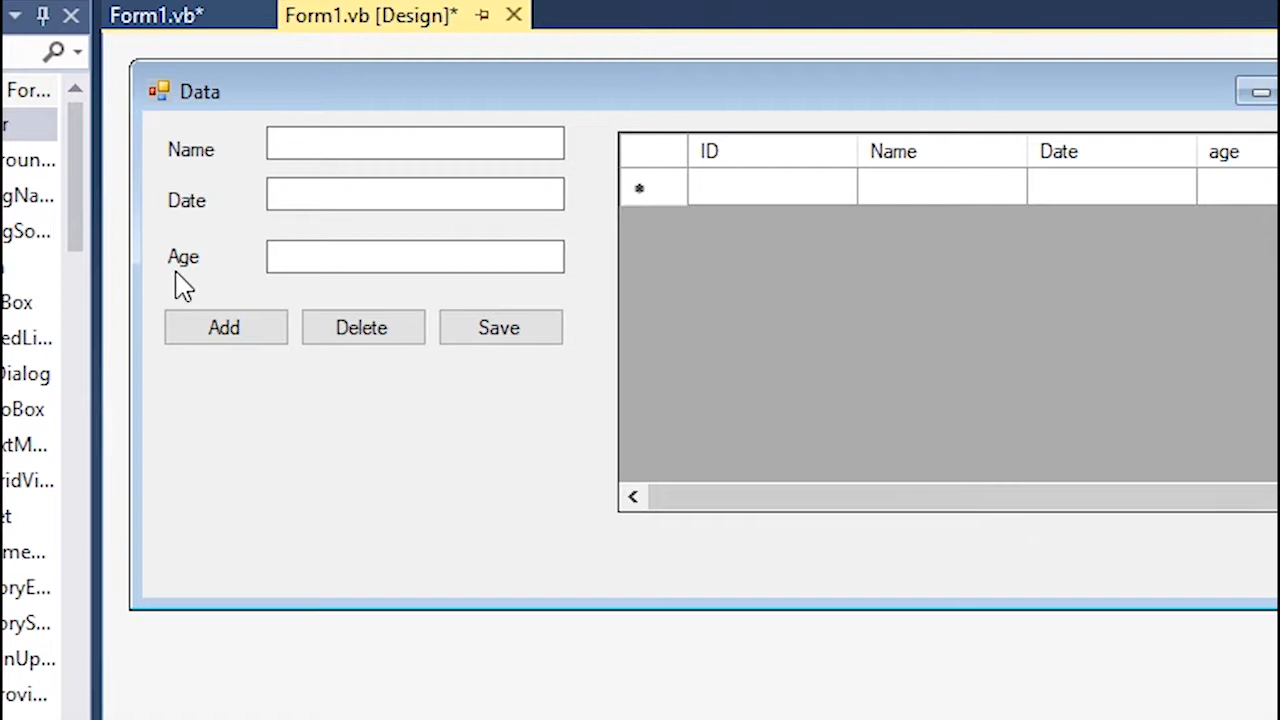 Form1.vb*
Form1.vb [Design]*
For...
r
roun...
gNa...
gSo...
Box
edLi...
Dialog
oBox
xtM...
ridVi...
et
me...
oryE...
oryS...
nUp...
rovi...
Data
Name
Date
Age
Add Delete Save
ID Name Date age